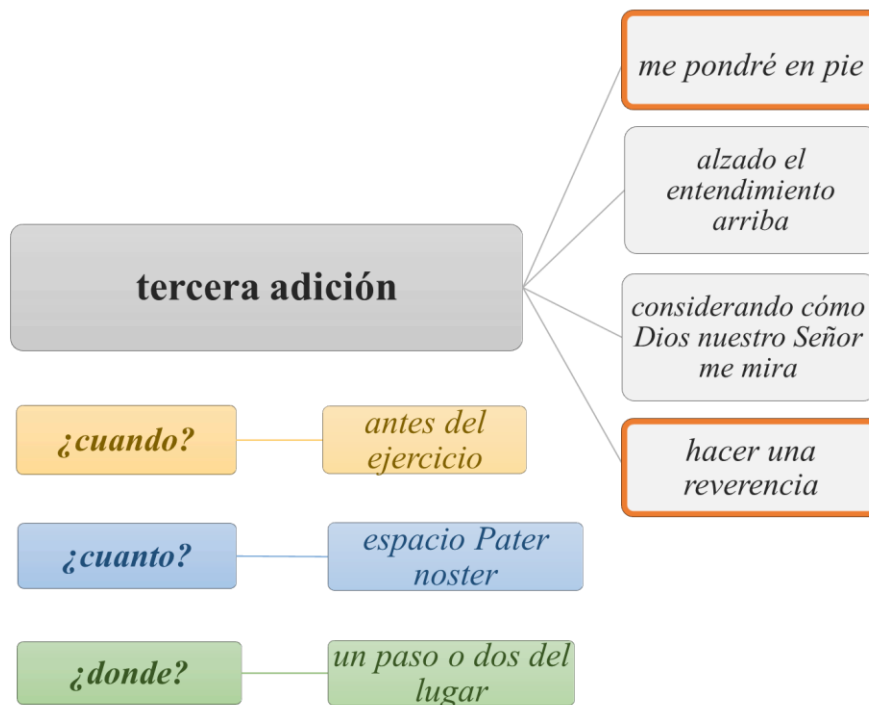 me pondré en pie
alzado el
entendimiento
arriba
tercera adición
considerando cómo
Dios nuestro Señor
me mira
hacer una
reverencia
¿cuando?
antes del
ejercicio
¿cuanto?
espacio Pater
noster
¿donde?
un paso o dos del
lugar